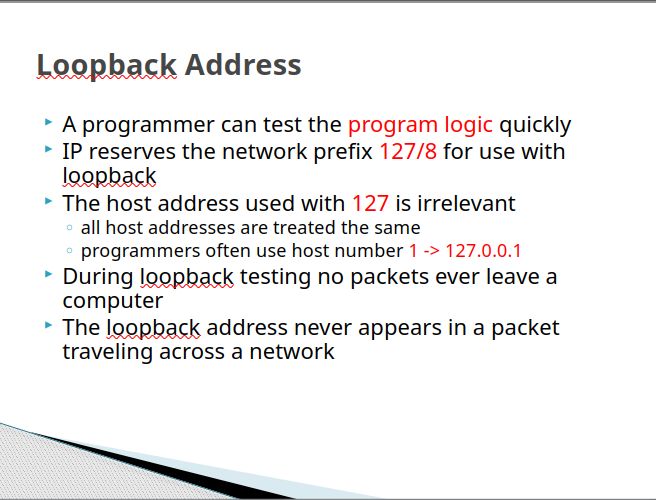 Loopback Address
A programmer can test the program logic quickly
IP reserves the network prefix 127/8 for use with
loopback
The host address used with 127 is irrelevant
all host addresses are treated the same
programmers often use host number 1 -> 127.0.0.1
During loopback testing no packets ever leave a
computer
The loopback address never appears in a packet
traveling across a network